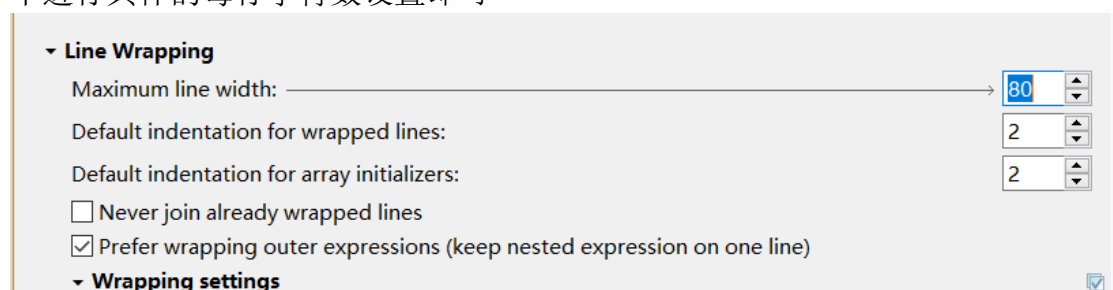 ▾ Line Wrapping
Maximum line width: 80
Default indentation for wrapped lines: 2
Default indentation for array initializers: 2
Never join already wrapped lines
Prefer wrapping outer expressions (keep nested expression on one line)
Wrapping settings